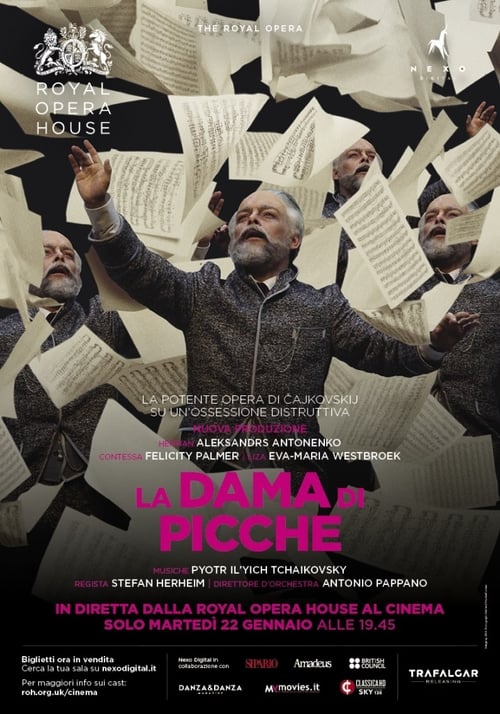 THE ROYAL OPERA
ROYAL
OPERA
HOUSE
NEXO
DIGITAL
LA POTENTE OPERA DI ČAJKOVSKIJ
SU UN'OSSESSIONE DISTRUTTIVA
NUOVA PRODUZIONE
HERMAN ALEKSANDRS ANTONENKO
CONTESSA FELICITY PALMER | LIZA EVA-MARIA WESTBROEK
LA DAMA DI
PICCHE
MUSICHE PYOTR IL'YICH TCHAIKOVSKY
REGISTA STEFAN HERHEIM | DIRETTORE D'ORCHESTRA ANTONIO PAPPANO
IN DIRETTA DALLA ROYAL OPERA HOUSE AL CINEMA
SOLO MARTEDÌ 22 GENNAIO ALLE 19.45
Biglietti ora in vendita
Cerca la tua sala su nexodigital.it
Per maggiori info sui cast:
roh.org.uk/cinema
Nexo Digital in
collaborazione con
SIPARIO
Amadeus
BRITISH
COUNCIL
DANZA&DANZA
MAGAZINE
MYmovies.it
CLASSICA HD
SKY 138
TRAFALGAR
RELEASING